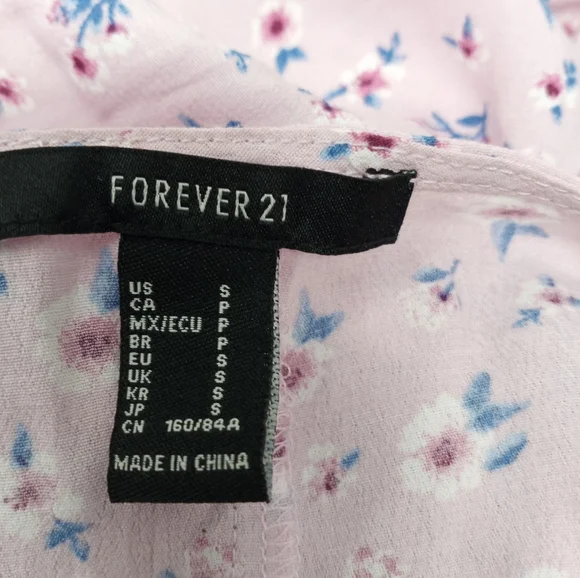 FOREVER 21
US S
CA P
MX/ECU P
BR P
EU S
UK S
KR S
JP S
CN 160/84A
MADE IN CHINA